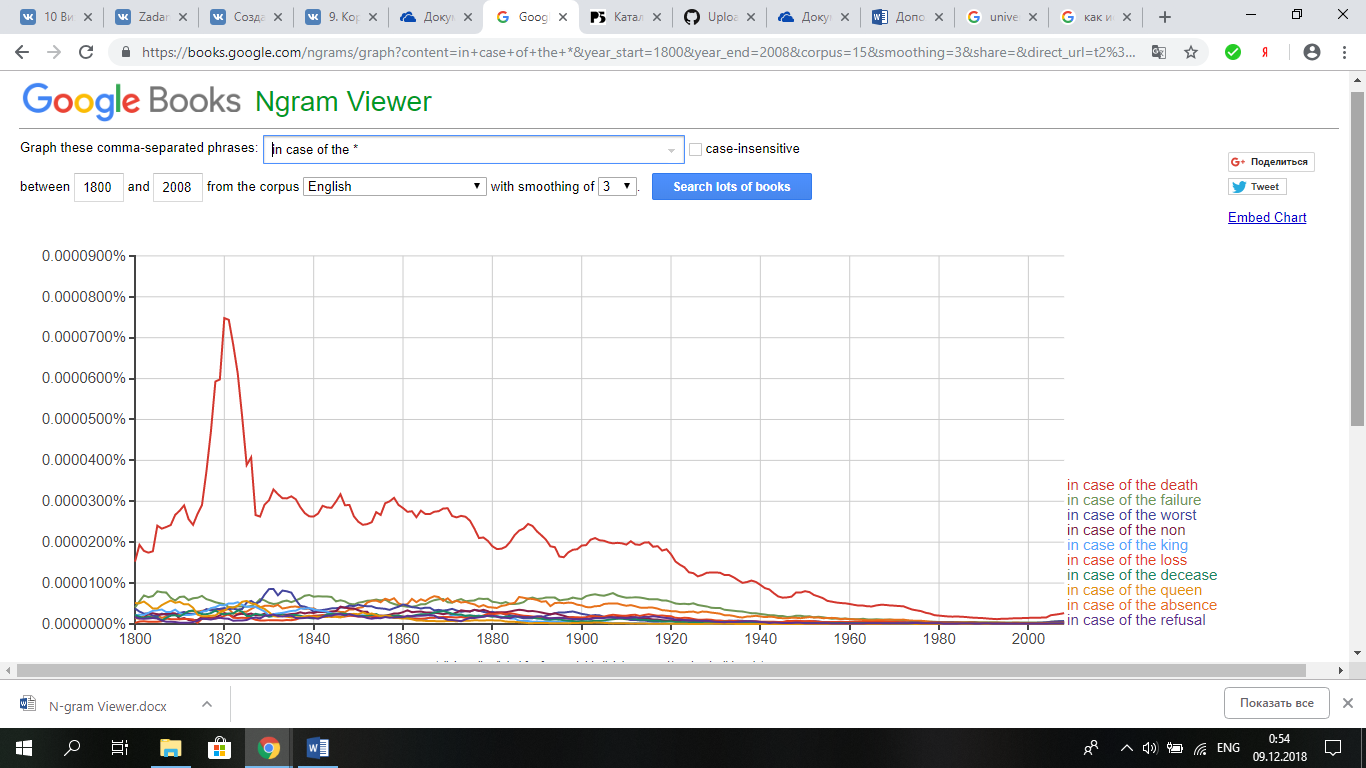 10 Ви
Zadar
Созда
9. Кор
Докум
Goog
Катал
Uploa
Докум
Допо
unive
как и
https://books.google.com/ngrams/graph?content=in+case+of+the+*&year_start=1800&year_end=2008&corpus=15&smoothing=3&share=&direct_url=t2%3...
Google Books Ngram Viewer
Graph these comma-separated phrases: in case of the * case-insensitive
between 1800 and 2008 from the corpus English with smoothing of 3 . Search lots of books
G+ Поделиться
Tweet
Embed Chart
0.0000900%
0.0000800%
0.0000700%
0.0000600%
0.0000500%
0.0000400%
0.0000300%
0.0000200%
0.0000100%
0.0000000%
1800 1820 1840 1860 1880 1900 1920 1940 1960 1980 2000
in case of the death
in case of the failure
in case of the worst
in case of the non
in case of the king
in case of the loss
in case of the decease
in case of the queen
in case of the absence
in case of the refusal
N-gram Viewer.docx
Показать все
ENG
0:54
09.12.2018